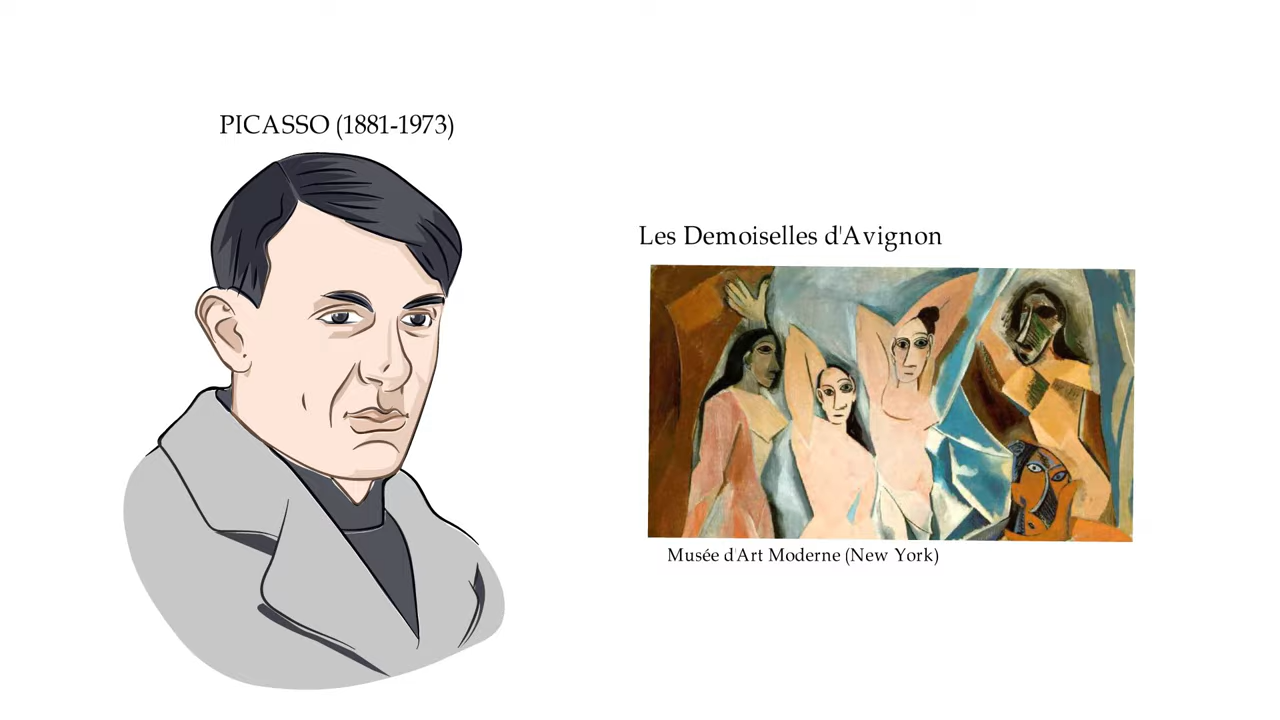 PICASSO (1881-1973)
Les Demoiselles d'Avignon
Musée d'Art Moderne (New York)